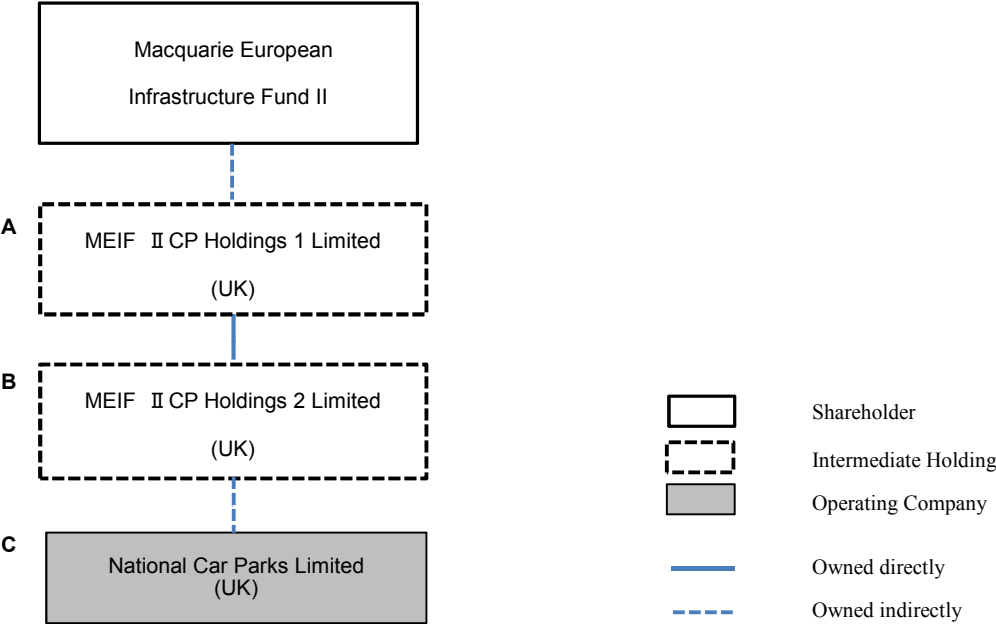 Macquarie European
Infrastructure Fund II
A
MEIF Ⅱ CP Holdings 1 Limited
(UK)
B
MEIF Ⅱ CP Holdings 2 Limited
(UK)
C
National Car Parks Limited
(UK)
Shareholder
Intermediate Holding
Operating Company
Owned directly
Owned indirectly